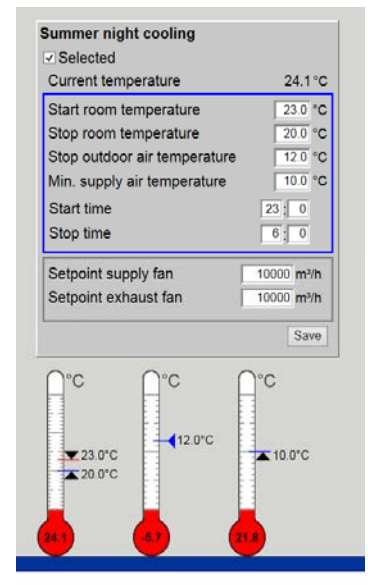 Summer night cooling
Selected
Current temperature 24.1 °C
Start room temperature 23.0 °C
Stop room temperature 20.0 °C
Stop outdoor air temperature 12.0 °C
Min. supply air temperature 10.0 °C
Start time 23 : 0
Stop time 6 : 0
Setpoint supply fan 10000 m³/h
Setpoint exhaust fan 10000 m³/h
Save
°C °C °C
12.0°C
23.0°C 10.0°C
20.0°C
24.1 -5.7 21.8